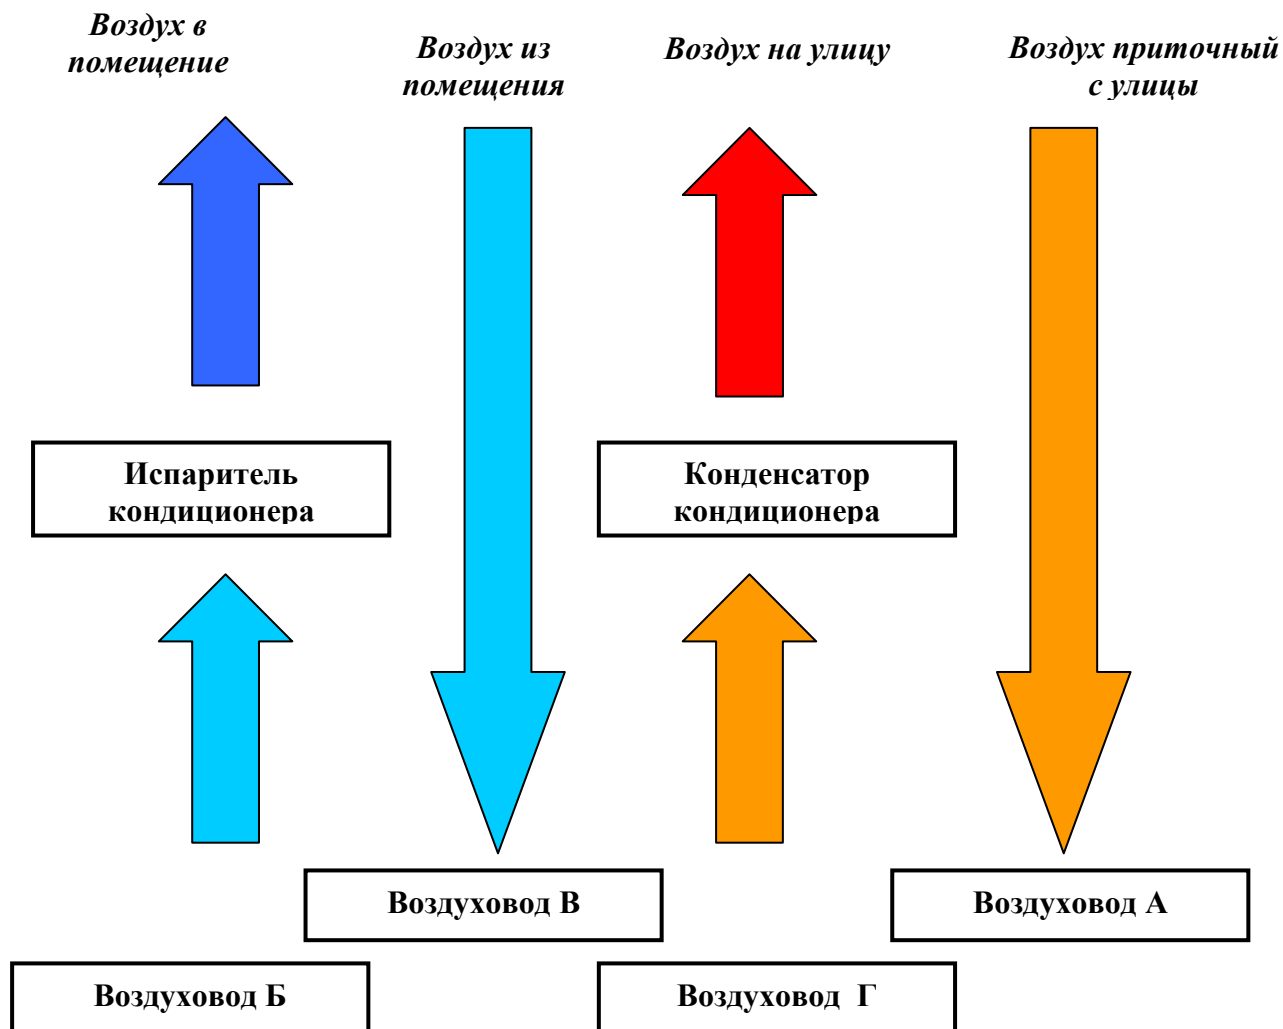 Воздух в
помещение
Воздух из
помещения
Воздух на улицу
Воздух приточный
с улицы
Испаритель
кондиционера
Конденсатор
кондиционера
Воздуховод В
Воздуховод А
Воздуховод Б
Воздуховод Г